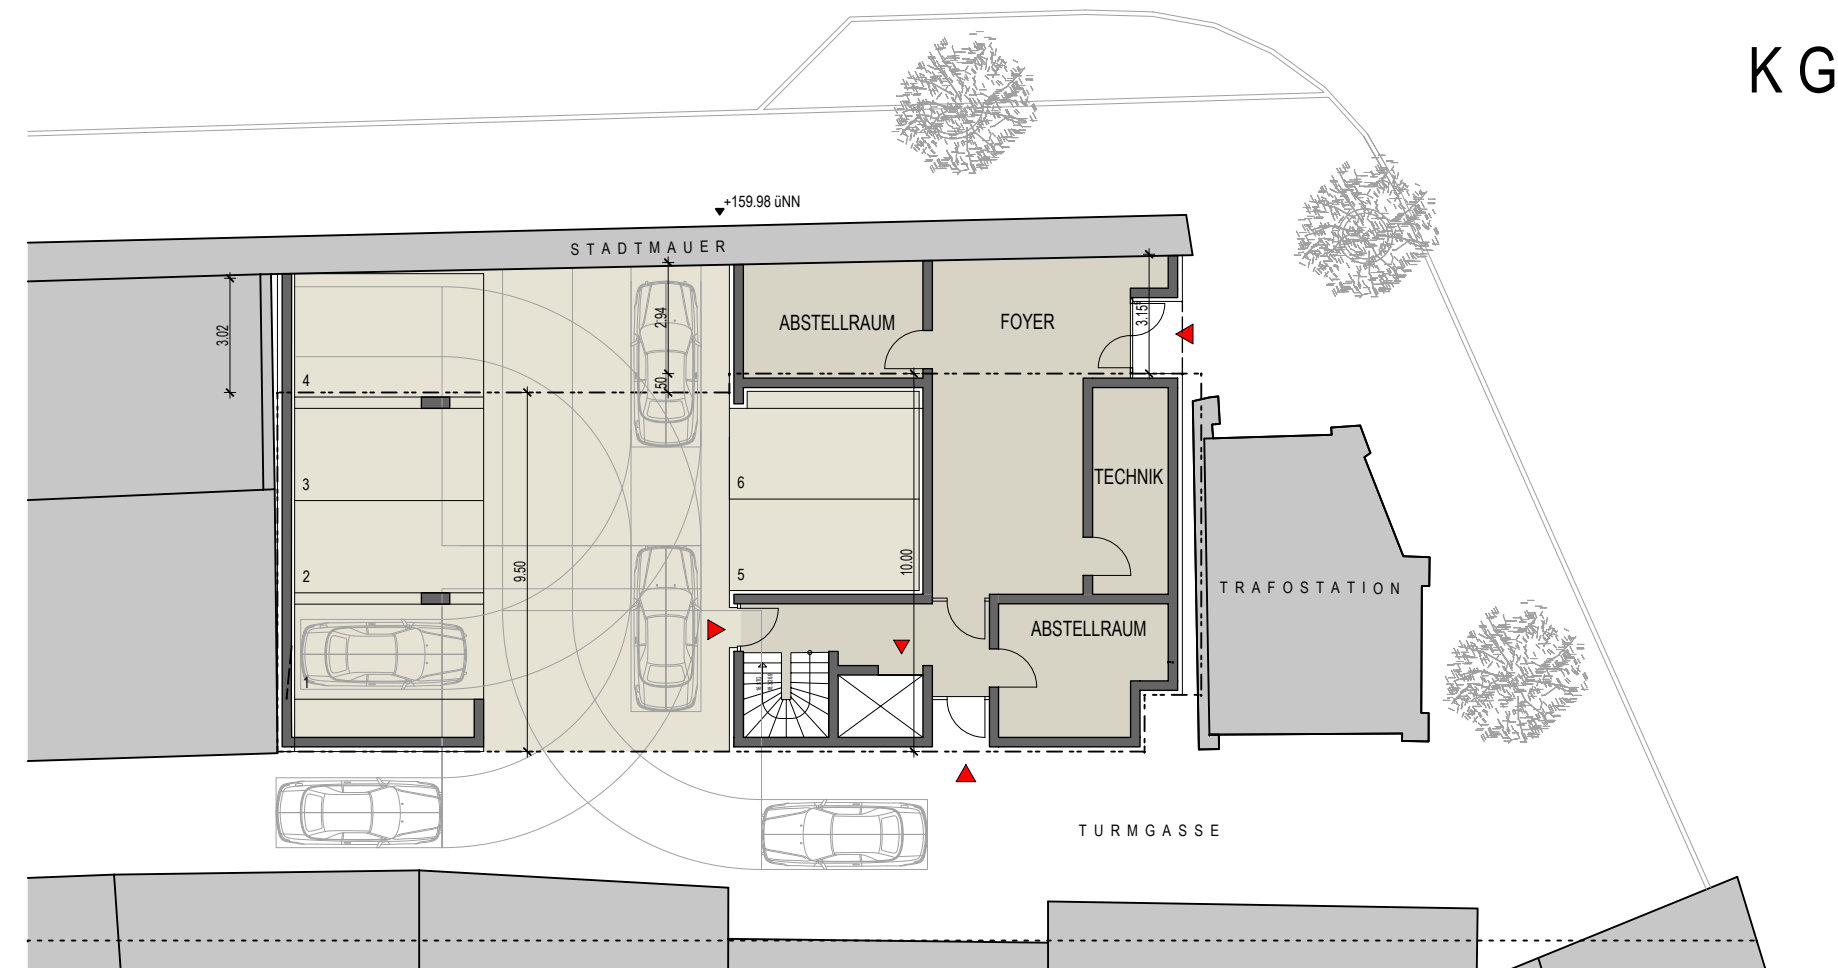 KG
+159.98 üNN
STADTMAUER
3.02
2.94
50
ABSTELLRAUM
FOYER
3.15⁵
4
3
2
1
9.50
6
5
10.00
TECHNIK
ABSTELLRAUM
TRAFOSTATION
TURMGASSE